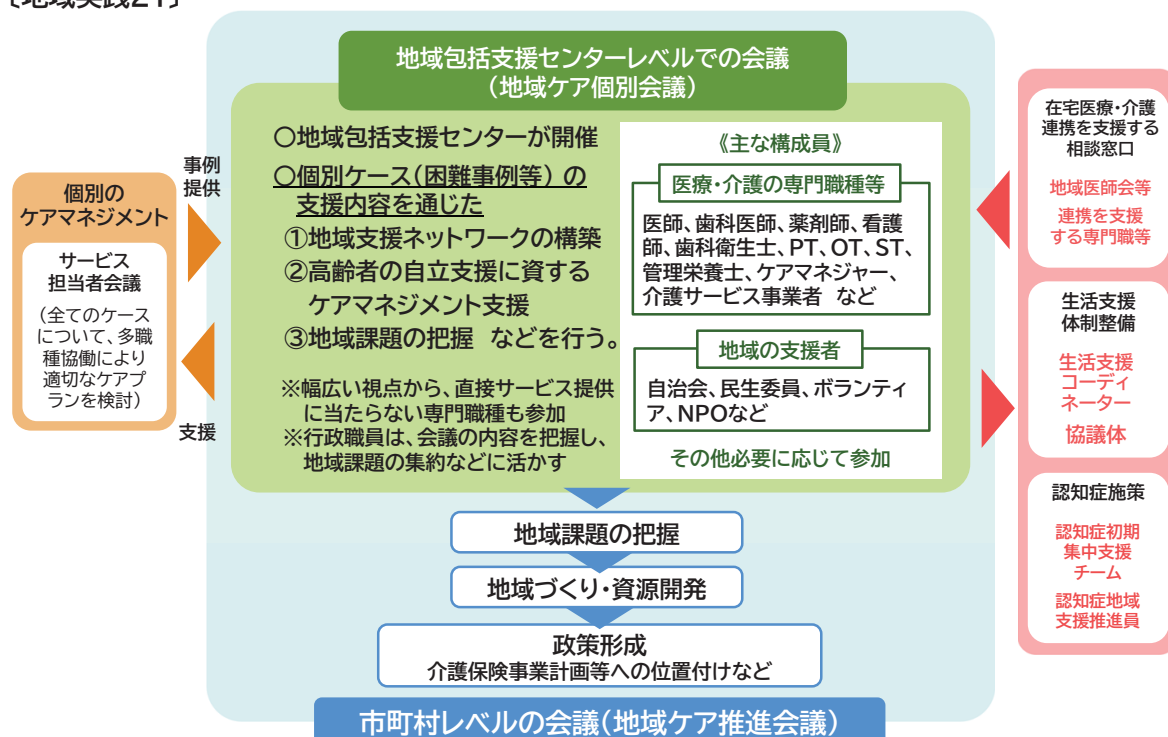 〔地域実践21〕
地域包括支援センターレベルでの会議
（地域ケア個別会議）
事例
提供
個別の
ケアマネジメント
サービス
担当者会議
（全てのケース
について、多職
種協働により
適切なケアプ
ランを検討）
支援
〇地域包括支援センターが開催
〇個別ケース（困難事例等）の
支援内容を通じた
①地域支援ネットワークの構築
②高齢者の自立支援に資する
ケアマネジメント支援
③地域課題の把握 などを行う。
※幅広い視点から、直接サービス提供
に当たらない専門職種も参加
※行政職員は、会議の内容を把握し、
地域課題の集約などに活かす
《主な構成員》
医療・介護の専門職種等
医師、歯科医師、薬剤師、看護
師、歯科衛生士、PT、OT、ST、
管理栄養士、ケアマネジャー、
介護サービス事業者 など
地域の支援者
自治会、民生委員、ボランティ
ア、NPOなど
その他必要に応じて参加
在宅医療・介護
連携を支援する
相談窓口
地域医師会等
連携を支援
する専門職等
生活支援
体制整備
生活支援
コーディ
ネーター
協議体
認知症施策
認知症初期
集中支援
チーム
認知症地域
支援推進員
地域課題の把握
地域づくり・資源開発
政策形成
介護保険事業計画等への位置付けなど
市町村レベルの会議（地域ケア推進会議）